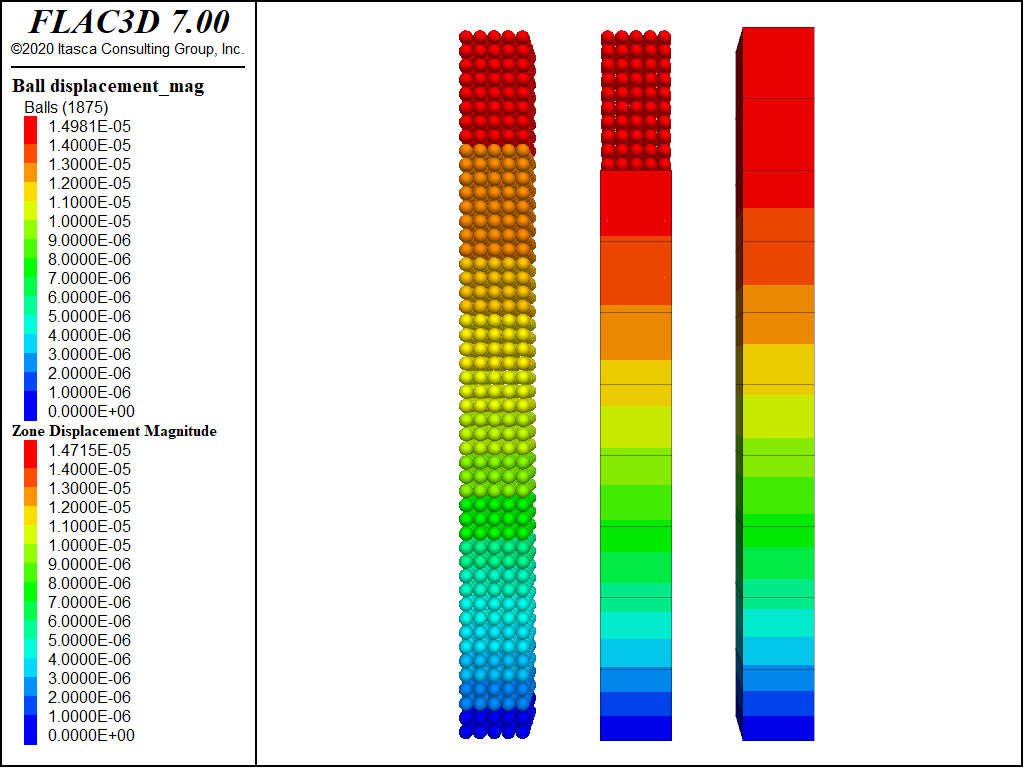 FLAC3D 7.00
©2020 Itasca Consulting Group, Inc.
Ball displacement_mag
Balls (1875)
1.4981E-05
1.4000E-05
1.3000E-05
1.2000E-05
1.1000E-05
1.0000E-05
9.0000E-06
8.0000E-06
7.0000E-06
6.0000E-06
5.0000E-06
4.0000E-06
3.0000E-06
2.0000E-06
1.0000E-06
0.0000E+00
Zone Displacement Magnitude
1.4715E-05
1.4000E-05
1.3000E-05
1.2000E-05
1.1000E-05
1.0000E-05
9.0000E-06
8.0000E-06
7.0000E-06
6.0000E-06
5.0000E-06
4.0000E-06
3.0000E-06
2.0000E-06
1.0000E-06
0.0000E+00